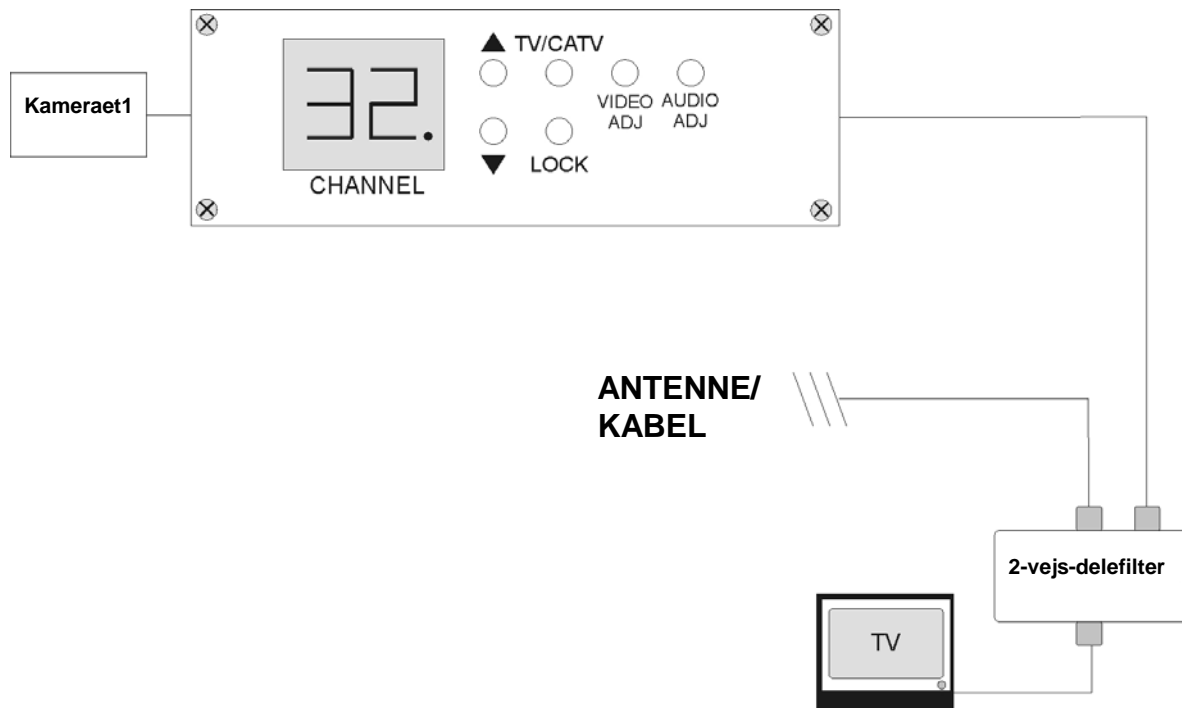 Kameraet1
32.
CHANNEL
▲ TV/CATV
VIDEO ADJ
AUDIO ADJ
▼ LOCK
ANTENNE/
KABEL
2-vejs-delefilter
TV